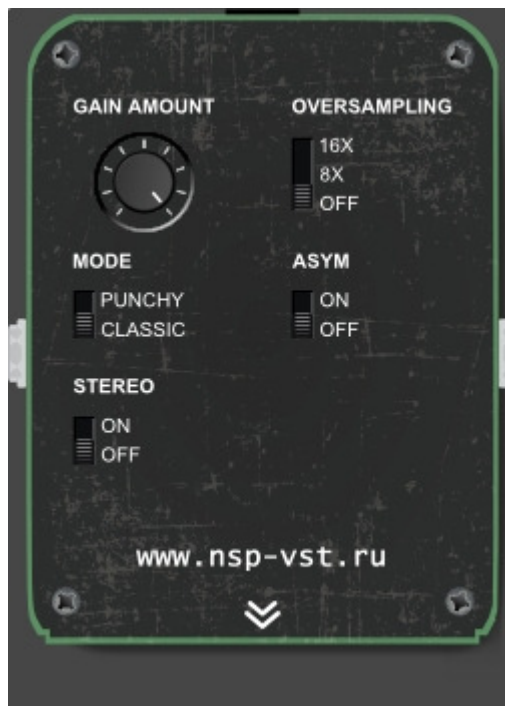 GAIN AMOUNT
OVERSAMPLING
16X
8X
OFF
MODE
PUNCHY
CLASSIC
ASYM
ON
OFF
STEREO
ON
OFF
www.nsp-vst.ru